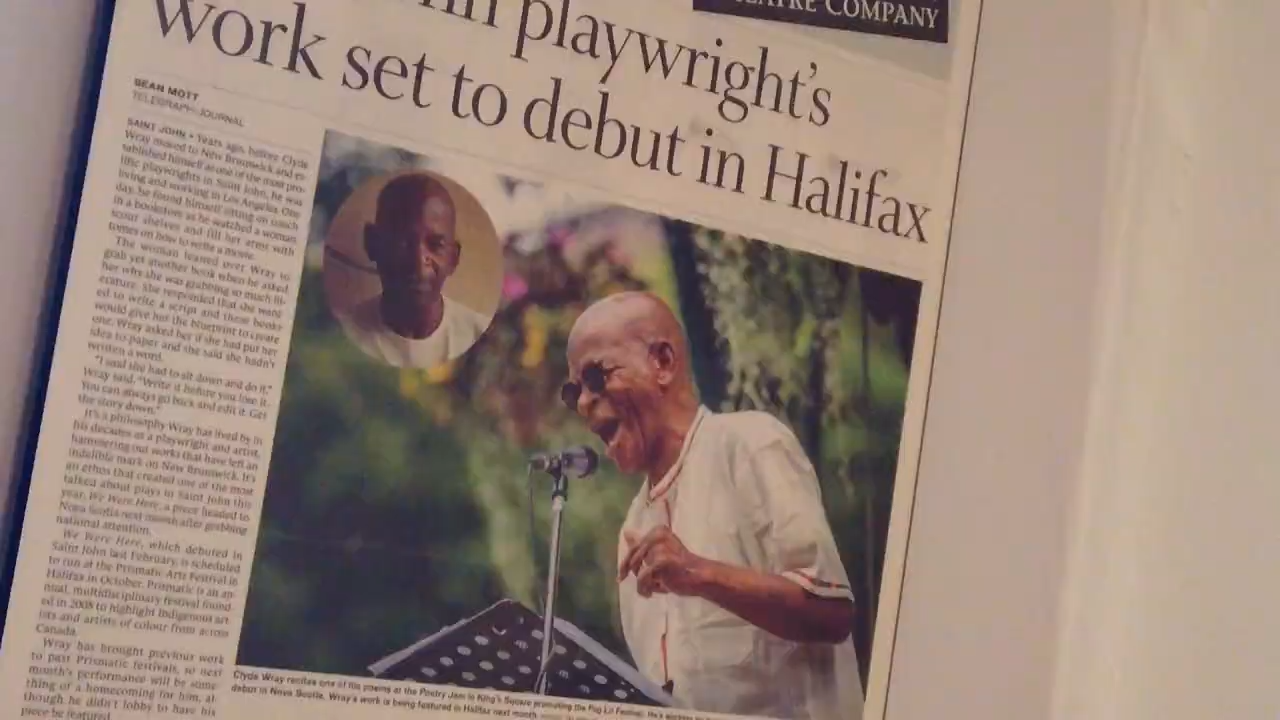 COMPANY
playwright's
work set to debut in Halifax
SEAN MOTT
TELEGRAPH-JOURNAL
SAINT JOHN • Years ago, before Clyde
Wray moved to New Brunswick and es-
tablished himself as one of the most pro-
lific playwrights in Saint John, he was
living and working in Los Angeles. One
day, he found himself sitting on couch
in a bookstore as he watched a woman
scour shelves and fill her arms with
tomes on how to write a movie.
The woman leaned over Wray to
grab yet another book when he asked
her why she was grabbing so much lit-
erature. She responded that she want-
ed to write a script and these books
would give her the blueprint to create
one. Wray asked her if she had put her
idea to paper and she said she hadn't
written a word.
"I said she had to sit down and do it,"
Wray said. "Write it before you lose it.
You can always go back and edit it. Get
the story down."
It's a philosophy Wray has lived by in
his decades as a playwright and artist,
hammering out works that have left an
indelible mark on New Brunswick. It's
an ethos that created one of the most
talked about plays in Saint John this
year, We Were Here, a piece headed to
Nova Scotia next month after grabbing
national attention.
We Were Here, which debuted in
Saint John last February, is scheduled
to run at the Prismatic Arts Festival in
Halifax in October. Prismatic is an an-
nual, multidisciplinary festival found-
ed in 2008 to highlight Indigenous art-
ists and artists of colour from across
Canada.
Wray has brought previous work
to past Prismatic festivals, so next
month's performance will be some-
thing of a homecoming for him, al-
though he didn't lobby to have his
piece be featured.
Clyde Wray recites one of his poems at the Poetry Jam in King's Square promoting the Fog Lit Festival. He's
debut in Nova Scotia. Wray's work is being featured in Halifax next month.